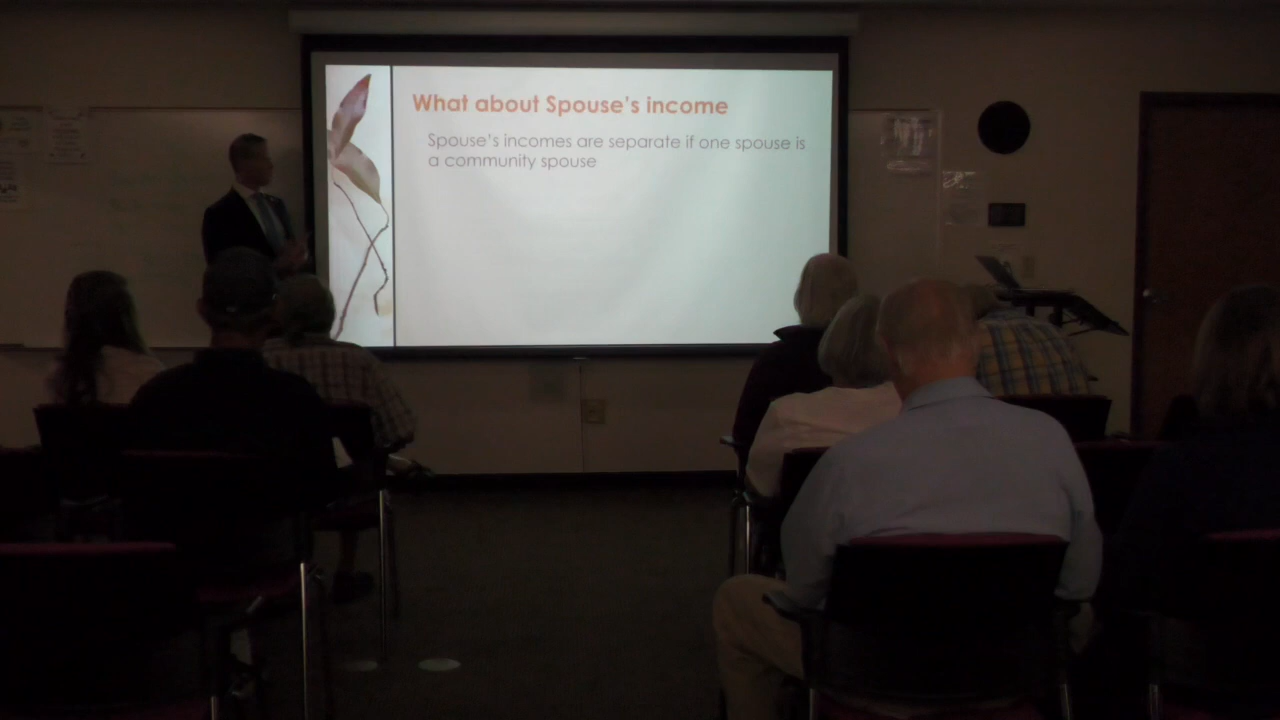 What about Spouse's income
Spouse's incomes are separate if one spouse is
a community spouse